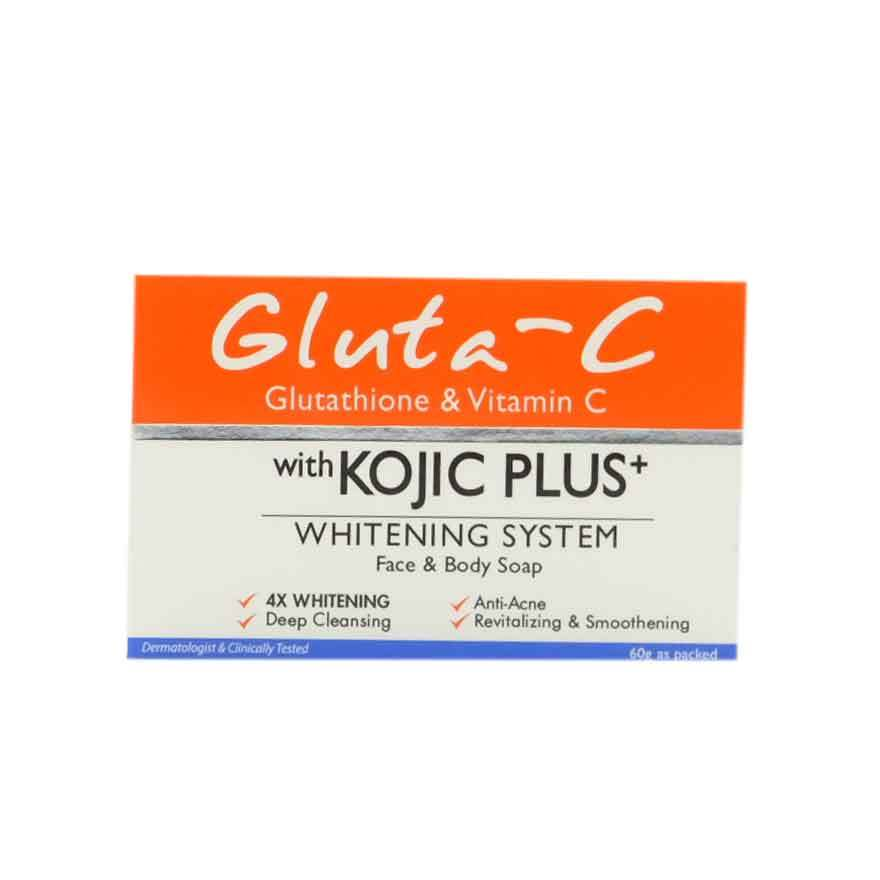 Gluta-C
Glutathione & Vitamin C
with KOJIC PLUS+
WHITENING SYSTEM
Face & Body Soap
4X WHITENING
Deep Cleansing
Anti-Acne
Revitalizing & Smoothening
Dermatologist & Clinically Tested
60g as packed